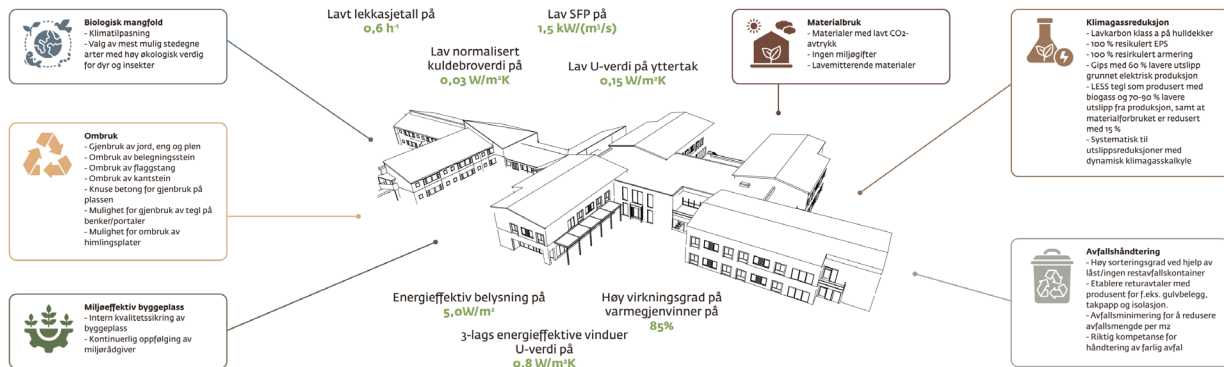 Biologisk mangfold
- Klimatilpasning
- Valg av mest mulig stedegne
arter med høy økologisk verdig
for dyr og insekter
Lavt lekkasjetall på
0,6 h⁻¹
Lav SFP på
1,5 kW/(m³/s)
Lav normalisert
kuldebroverdi på
0,03 W/m²K
Lav U-verdi på yttertak
0,15 W/m²K
Materialbruk
- Materialer med lavt CO2-
avtrykk
- Ingen miljøgifter
- Lavemitterende materialer
Klimagassreduksjon
- Lavkarbon klass a på hulldekker
- 100 % resikulert EPS
- 100 % resirkulert armering
- Gips med 60 % lavere utslipp
grunnet elektrisk produksjon
- LESS tegl som produsert med
biogass og 70-90 % lavere
utslipp fra produksjon, samt at
materialforbruket er redusert
med 15 %
- Systematisk til
utslippsreduksjoner med
dynamisk klimagasskalkyle
Ombruk
- Gjenbruk av jord, eng og plen
- Ombruk av belegningsstein
- Ombruk av flaggstang
- Ombruk av kantstein
- Knuse betong for gjenbruk på
plassen
- Mulighet for gjenbruk av tegl på
benker/portaler
- Mulighet for ombruk av
himlingsplater
Miljøeffektiv byggeplass
- Intern kvalitetssikring av
byggeplass
- Kontinuerlig oppfølging av
miljørådgiver
Energieffektiv belysning på
5,0W/m²
3-lags energieffektive vinduer
U-verdi på
0,8 W/m²K
Høy virkningsgrad på
varmegjenvinner på
85%
Avfallshåndtering
- Høy sorteringsgrad ved hjelp av
låst/ingen restavfallskontainer
- Etablere returavtaler med
produsent for f.eks. gulvbelegg,
takpapp og isolasjon.
- Avfallsminimering for å redusere
avfallsmengde per m2
- Riktig kompetanse for
håndtering av farlig avfal